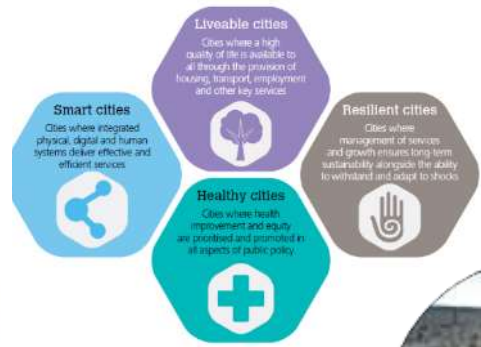 Liveable cities
Cities where a high
quality of life is available to
all through the provision of
housing, transport, employment
and other key services
Smart cities
Cities where integrated
physical, digital and human
systems deliver effective and
efficient services
Resilient cities
Cities where
management of services
and growth ensures long-term
sustainability alongside the ability
to withstand and adapt to shocks
Healthy cities
Cities where health
improvement and equity
are prioritised and promoted in
all aspects of public policy.